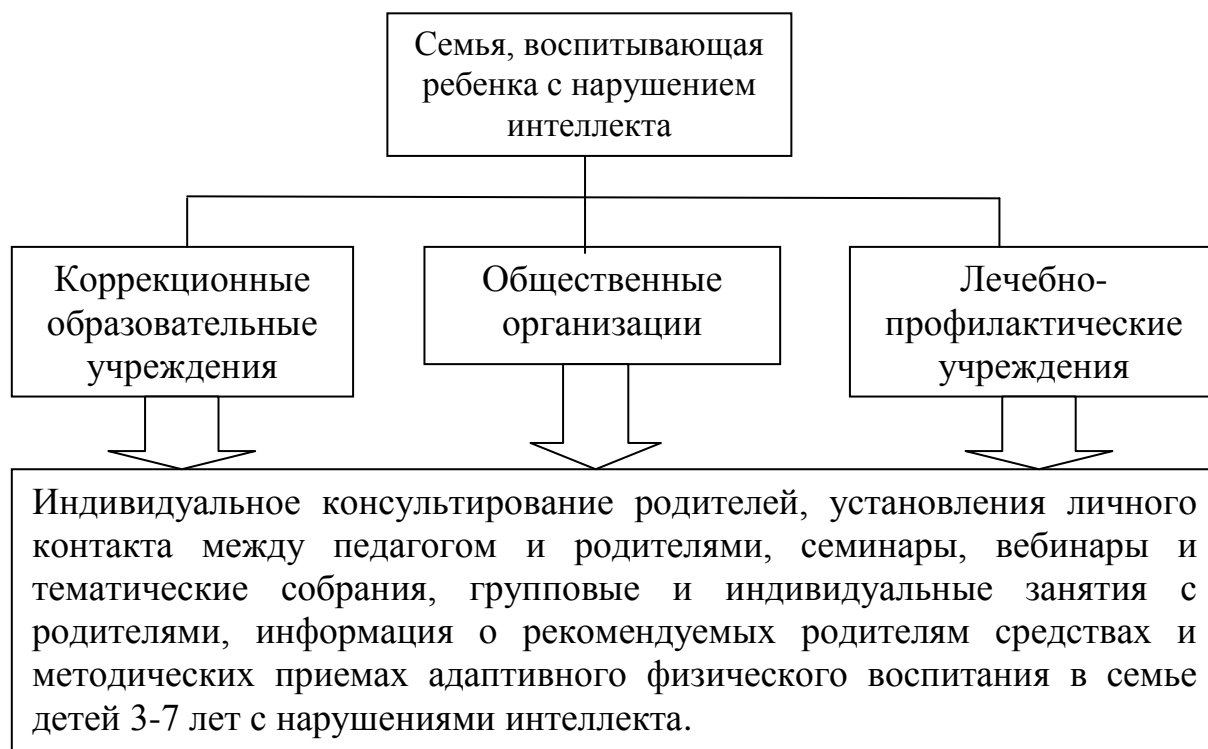 Семья, воспитывающая
ребенка с нарушением
интеллекта
Коррекционные
образовательные
учреждения
Общественные
организации
Лечебно-
профилактические
учреждения
Индивидуальное консультирование родителей, установления личного
контакта между педагогом и родителями, семинары, вебинары и
тематические собрания, групповые и индивидуальные занятия с
родителями, информация о рекомендуемых родителям средствах и
методических приемах адаптивного физического воспитания в семье
детей 3-7 лет с нарушениями интеллекта.